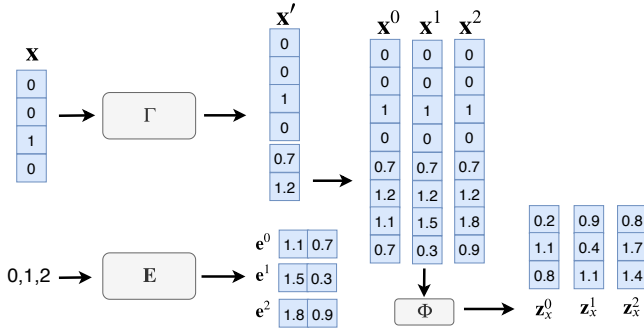 x
0
0
1
0
Γ
x′
0
0
1
0
0.7
1.2
x⁰ x¹ x²
0 0 0
0 0 0
1 1 1
0 0 0
0.7 0.7 0.7
1.2 1.2 1.2
1.1 1.5 1.8
0.7 0.3 0.9
0,1,2
E
e⁰ 1.1 0.7
e¹ 1.5 0.3
e² 1.8 0.9
Φ
0.2 0.9 0.8
1.1 0.4 1.7
0.8 1.1 1.4
zₓ⁰ zₓ¹ zₓ²